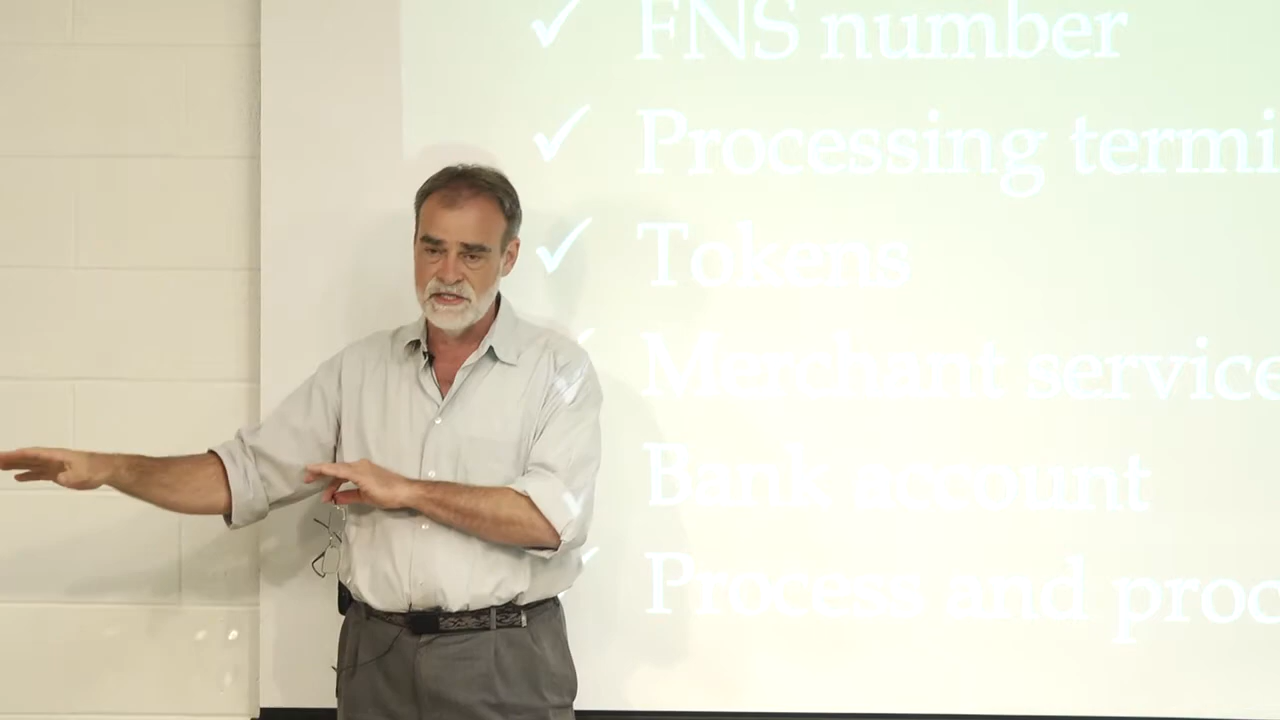 ✓ FNS number
✓ Processing termi
✓ Tokens
✓ Merchant service
✓ Bank account
✓ Process and proc